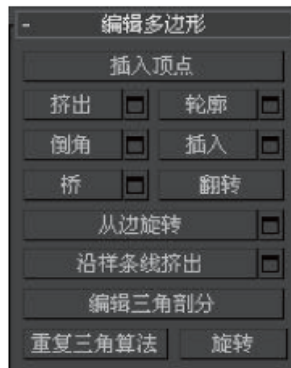 - 编辑多边形
插入顶点
挤出 轮廓
倒角 插入
桥 翻转
从边旋转
沿样条线挤出
编辑三角剖分
重复三角算法 旋转